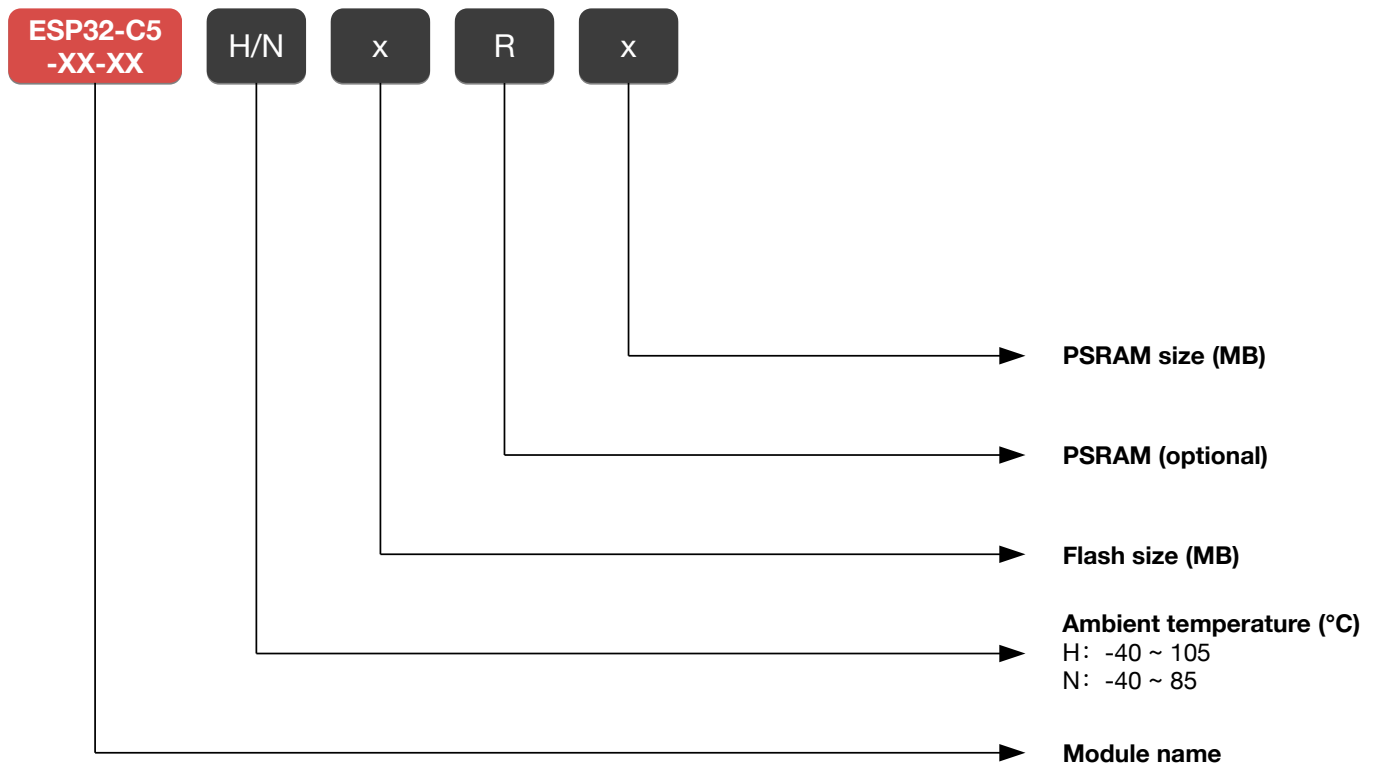 ESP32-C5
-XX-XX
H/N
x
R
x
PSRAM size (MB)
PSRAM (optional)
Flash size (MB)
Ambient temperature (°C)
H： -40 ~ 105
N： -40 ~ 85
Module name